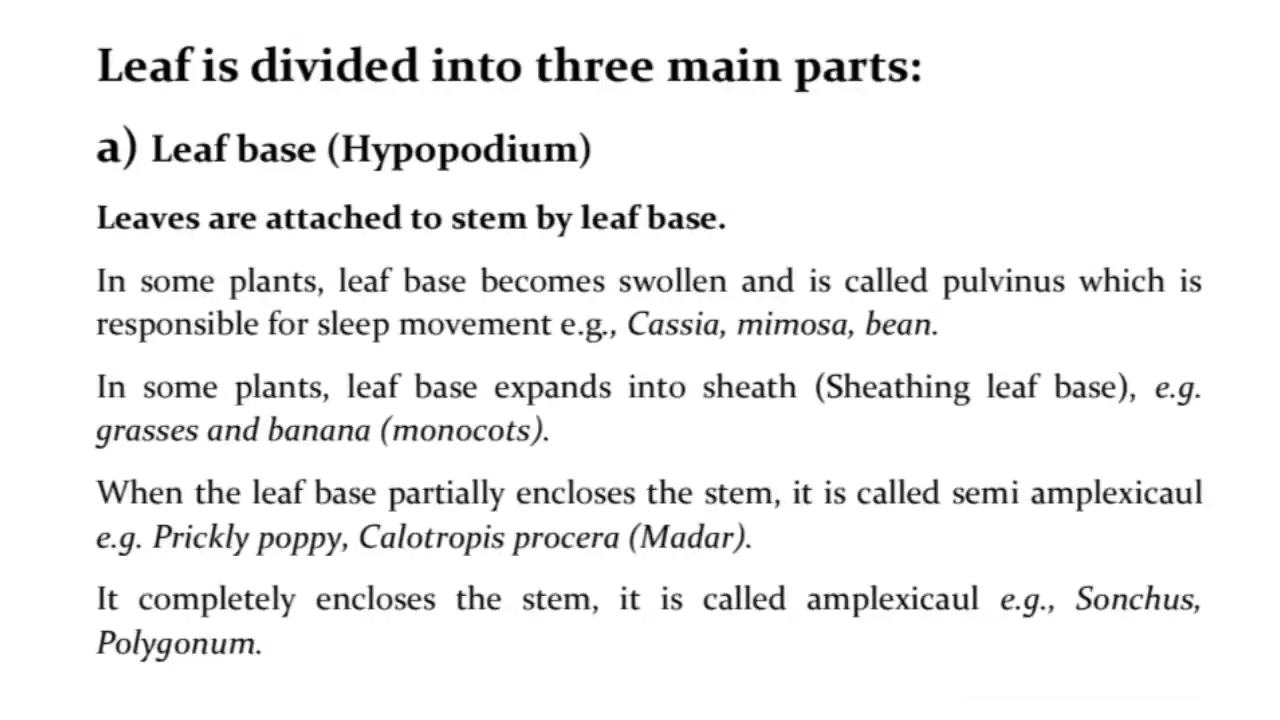 Leaf is divided into three main parts:
a) Leaf base (Hypopodium)
Leaves are attached to stem by leaf base.
In some plants, leaf base becomes swollen and is called pulvinus which is
responsible for sleep movement e.g., Cassia, mimosa, bean.
In some plants, leaf base expands into sheath (Sheathing leaf base), e.g.
grasses and banana (monocots).
When the leaf base partially encloses the stem, it is called semi amplexicaul
e.g. Prickly poppy, Calotropis procera (Madar).
It completely encloses the stem, it is called amplexicaul e.g., Sonchus,
Polygonum.